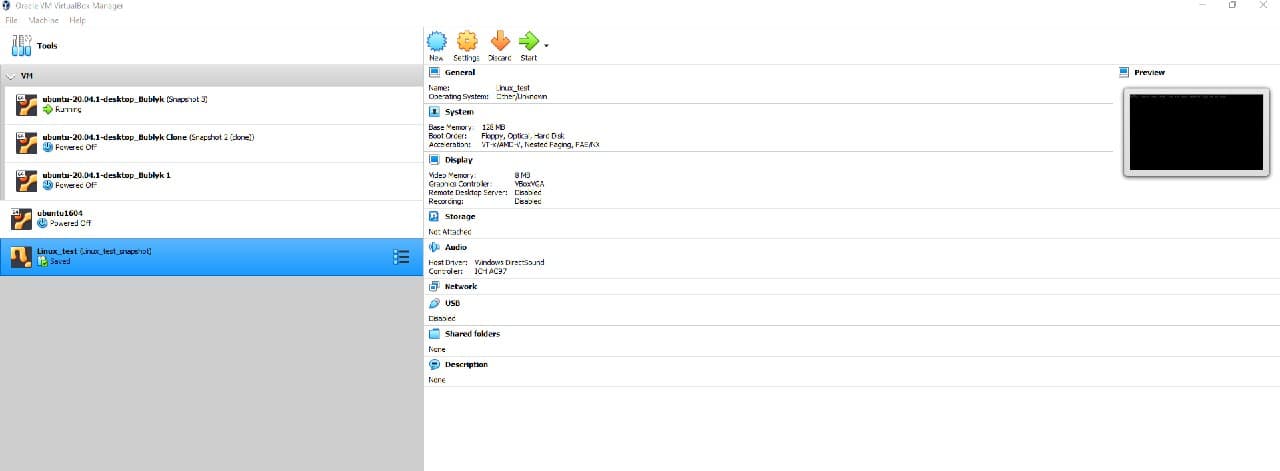 Oracle VM VirtualBox Manager
File Machine Help
Tools
VM
ubuntu-20.04.1-desktop_Bublyk (Snapshot 3)
Running
ubuntu-20.04.1-desktop_Bublyk Clone (Snapshot 2 (clone))
Powered Off
ubuntu-20.04.1-desktop_Bublyk 1
Powered Off
ubuntu1604
Powered Off
Linux_test (Linux_test_snapshot)
Saved
New Settings Discard Start
General
Name: Linux_test
Operating System: Other/Unknown
System
Base Memory: 128 MB
Boot Order: Floppy, Optical, Hard Disk
Acceleration: VT-x/AMD-V, Nested Paging, PAE/NX
Display
Video Memory: 8 MB
Graphics Controller: VBoxVGA
Remote Desktop Server: Disabled
Recording: Disabled
Storage
Not Attached
Audio
Host Driver: Windows DirectSound
Controller: ICH AC97
Network
USB
Disabled
Shared folders
None
Description
None
Preview